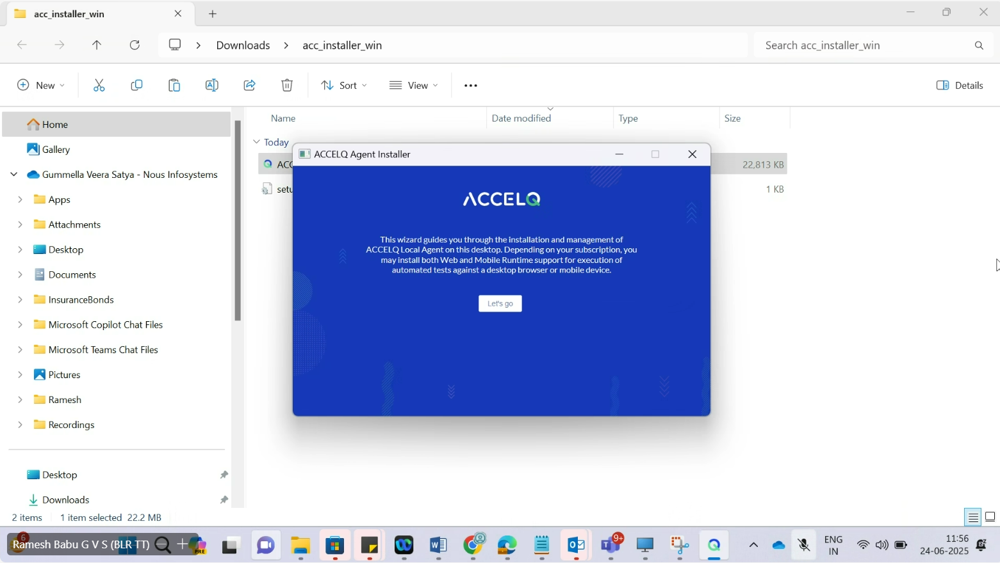 acc_installer_win
Downloads
acc_installer_win
Search acc_installer_win
New
Sort
View
Details
Home
Gallery
Gummella Veera Satya - Nous Infosystems
Apps
Attachments
Desktop
Documents
InsuranceBonds
Microsoft Copilot Chat Files
Microsoft Teams Chat Files
Pictures
Ramesh
Recordings
Desktop
Downloads
Name
Date modified
Type
Size
Today
ACC
22,813 KB
setu
1 KB
ACCELQ Agent Installer
ACCELQ
This wizard guides you through the installation and management of
ACCELQ Local Agent on this desktop. Depending on your subscription, you
may install both Web and Mobile Runtime support for execution of
automated tests against a desktop browser or mobile device.
Let's go
2 items
1 item selected 22.2 MB
6
Ramesh Babu G V S (BLR TT)
PRE
9+
ENG
IN
11:56
24-06-2025